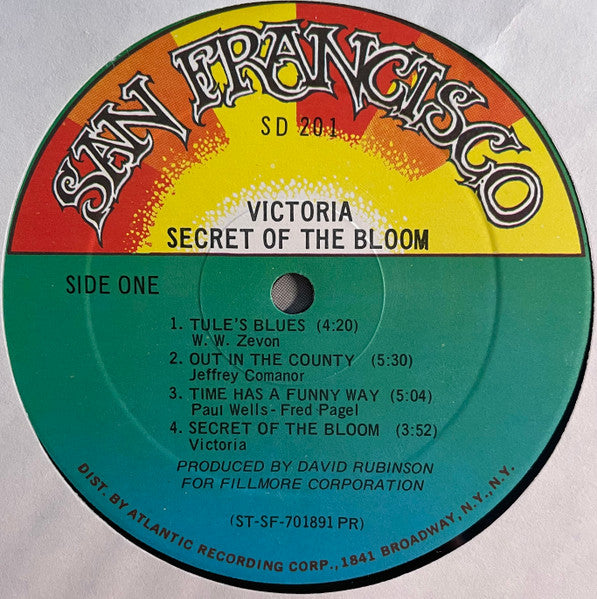 SAN FRANCISCO
SD 201
VICTORIA
SECRET OF THE BLOOM
SIDE ONE
1. TULE'S BLUES (4:20)
W. W. Zevon
2. OUT IN THE COUNTY (5:30)
Jeffrey Comanor
3. TIME HAS A FUNNY WAY (5:04)
Paul Wells - Fred Pagel
4. SECRET OF THE BLOOM (3:52)
Victoria
PRODUCED BY DAVID RUBINSON
FOR FILLMORE CORPORATION
(ST-SF-701891 PR)
DIST. BY ATLANTIC RECORDING CORP., 1841 BROADWAY, N.Y., N.Y.